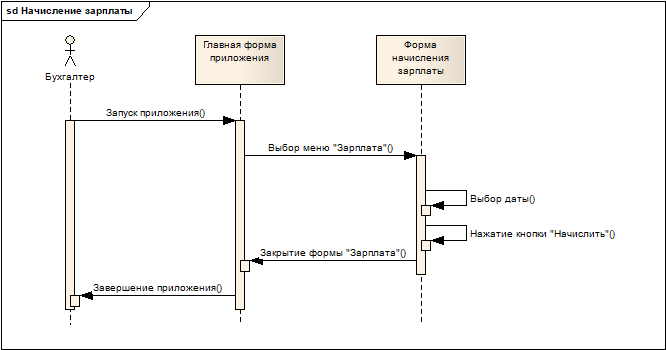 sd Начисление зарплаты
Главная форма
приложения
Форма
начисления
зарплаты
Бухгалтер
Запуск приложения()
Выбор меню "Зарплата"()
Выбор даты()
Нажатие кнопки "Начислить"()
Закрытие формы "Зарплата"()
Завершение приложения()